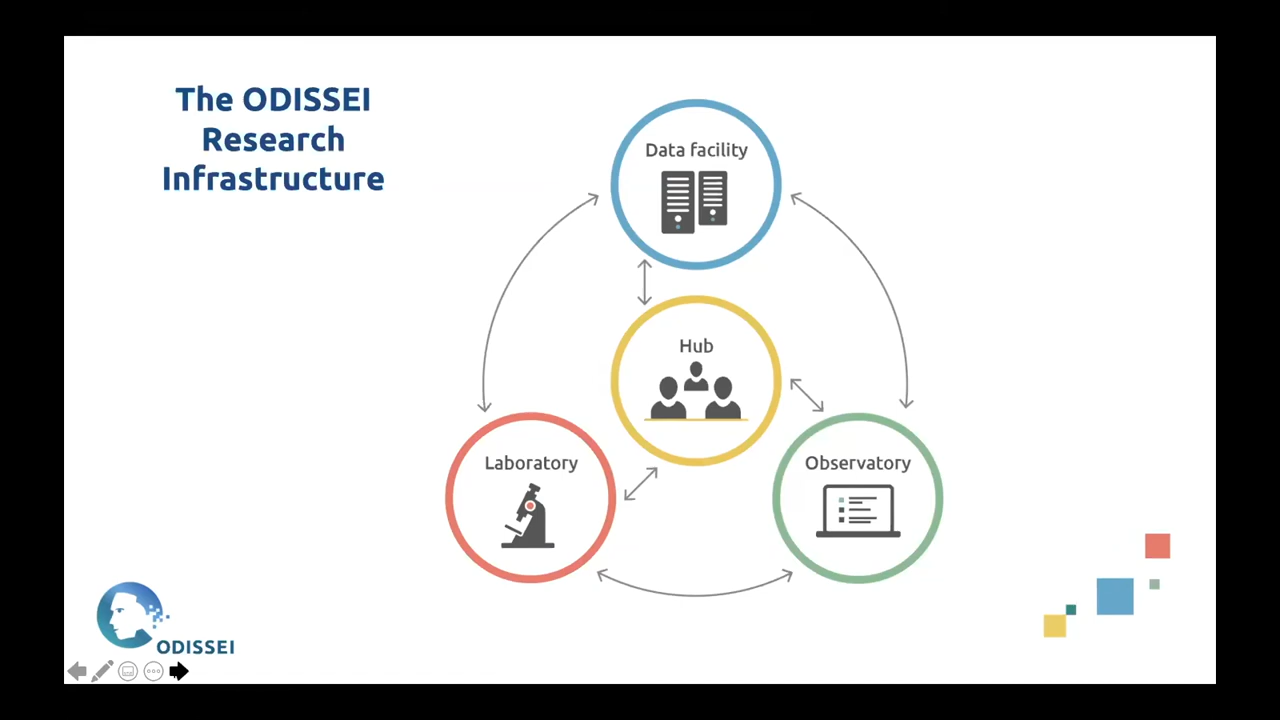 The ODISSEI
Research
Infrastructure
Data facility
Hub
Laboratory
Observatory
ODISSEI